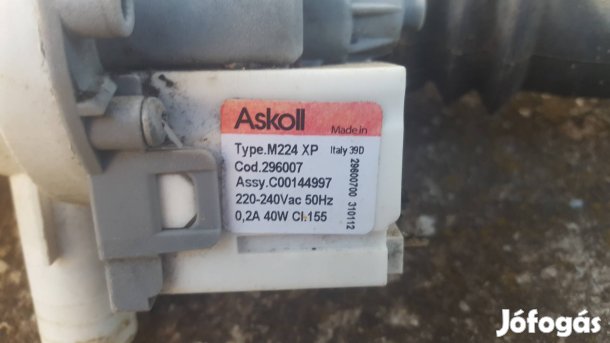 Askoll
Made in
Italy 39D
Type.M224 XP
Cod.296007
Assy.C00144997
220-240Vac 50Hz
0,2A 40W Cl.155
29600700 310112
Jófogás